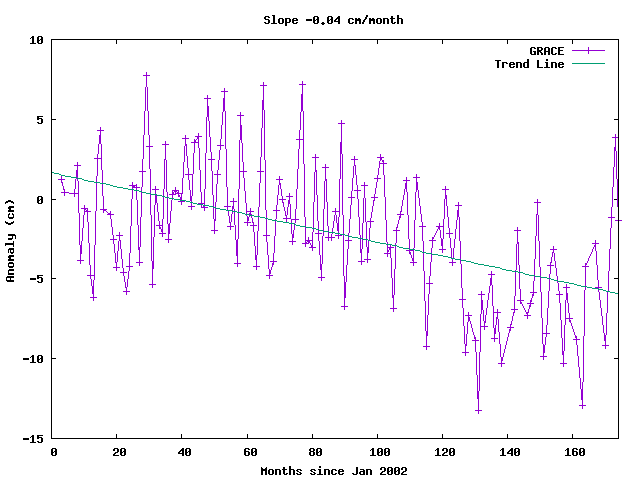 Slope -0.04 cm/month
GRACE
Trend Line
10
5
0
-5
-10
-15
Anomaly (cm)
0 20 40 60 80 100 120 140 160
Months since Jan 2002